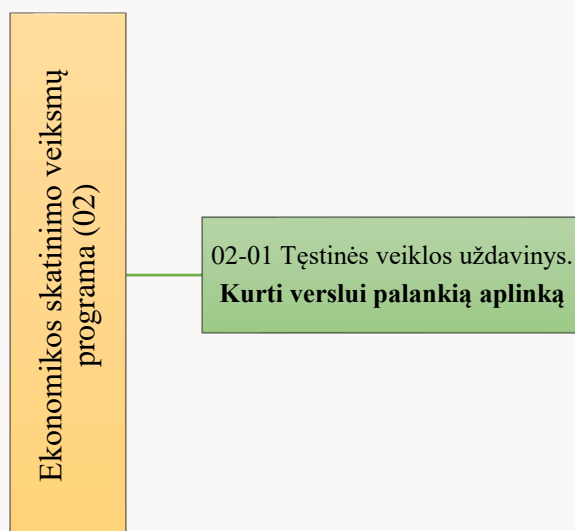 Ekonomikos skatinimo veiksmų
programa (02)
02-01 Tęstinės veiklos uždavinys.
Kurti verslui palankią aplinką